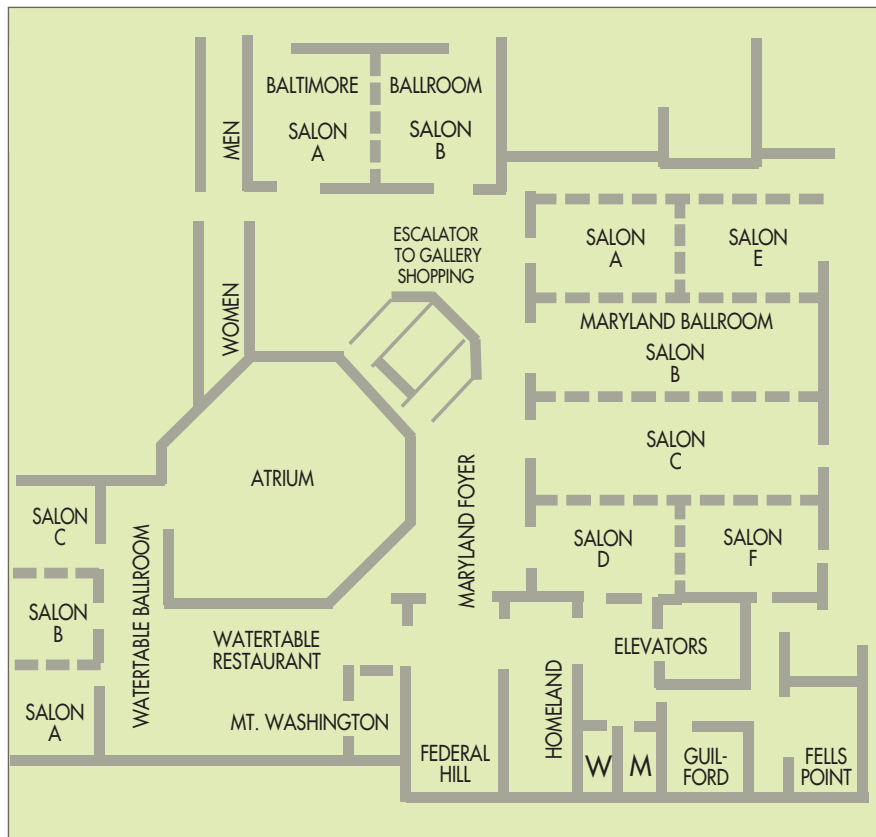 BALTIMORE BALLROOM
MEN
SALON
A
SALON
B
ESCALATOR
TO GALLERY
SHOPPING
WOMEN
SALON
A
SALON
E
MARYLAND BALLROOM
SALON
B
SALON
C
SALON
D
SALON
F
ATRIUM
MARYLAND FOYER
SALON
C
SALON
B
SALON
A
WATERTABLE BALLROOM
WATERTABLE
RESTAURANT
MT. WASHINGTON
FEDERAL
HILL
HOMELAND
ELEVATORS
W
M
GUIL-
FORD
FELLS
POINT